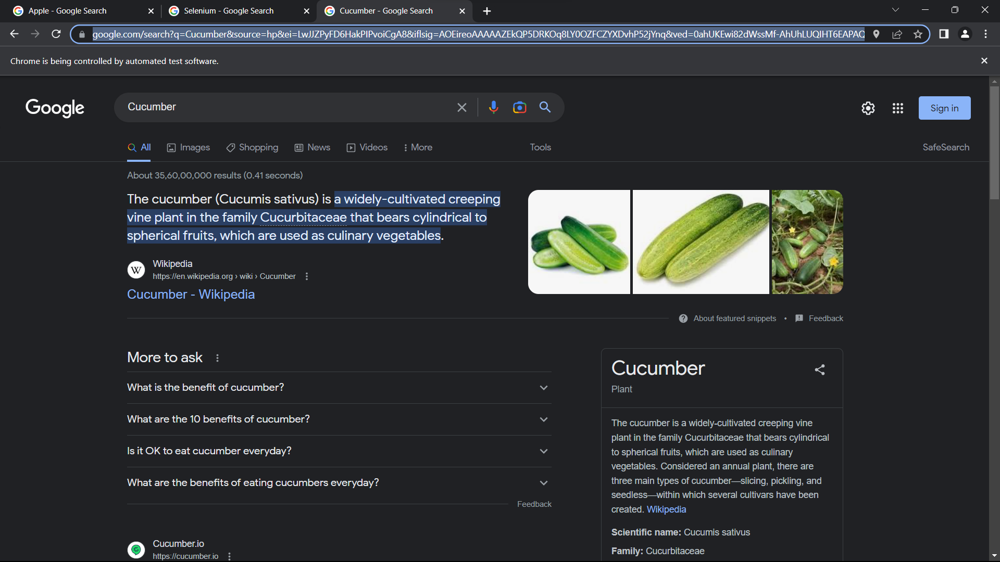 Apple - Google Search
Selenium - Google Search
Cucumber - Google Search
google.com/search?q=Cucumber&source=hp&ei=LwJJZPyFD6HakPIPvoiCgA8&iflsig=AOEireoAAAAAZEkQP5DRKOq8LY0OZFCZYXDvhP52jYnq&ved=0ahUKEwi82dWssMf-AhUhLUQIHT6EAPAQ
Chrome is being controlled by automated test software.
Google
Cucumber
Sign in
All
Images
Shopping
News
Videos
More
Tools
SafeSearch
About 35,60,00,000 results (0.41 seconds)
The cucumber (Cucumis sativus) is a widely-cultivated creeping
vine plant in the family Cucurbitaceae that bears cylindrical to
spherical fruits, which are used as culinary vegetables.
W
Wikipedia
https://en.wikipedia.org › wiki › Cucumber
Cucumber - Wikipedia
About featured snippets • Feedback
More to ask
What is the benefit of cucumber?
What are the 10 benefits of cucumber?
Is it OK to eat cucumber everyday?
What are the benefits of eating cucumbers everyday?
Feedback
Cucumber.io
https://cucumber.io
Cucumber
Plant
The cucumber is a widely-cultivated creeping vine
plant in the family Cucurbitaceae that bears cylindrical
to spherical fruits, which are used as culinary
vegetables. Considered an annual plant, there are
three main types of cucumber—slicing, pickling, and
seedless—within which several cultivars have been
created. Wikipedia
Scientific name: Cucumis sativus
Family: Cucurbitaceae